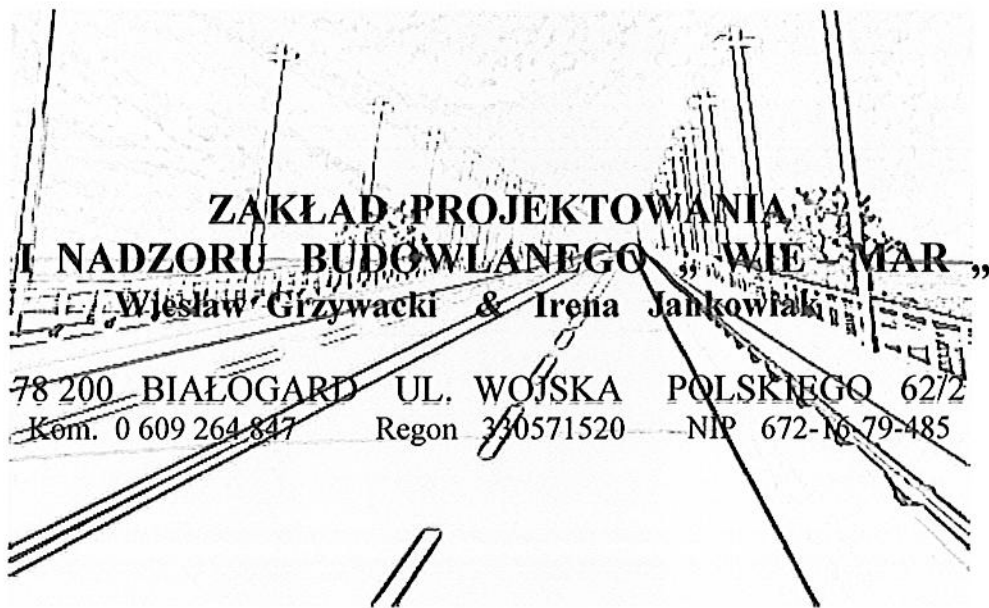 ZAKŁAD PROJEKTOWANIA
I NADZORU BUDOWLANEGO „ WIE MAR „
Wiesław Grzywacki & Irena Jankowiak
78 200 BIAŁOGARD UL. WOJSKA POLSKIEGO 62/2
Kom. 0 609 264 847 Regon 330571520 NIP 672-16-79-485